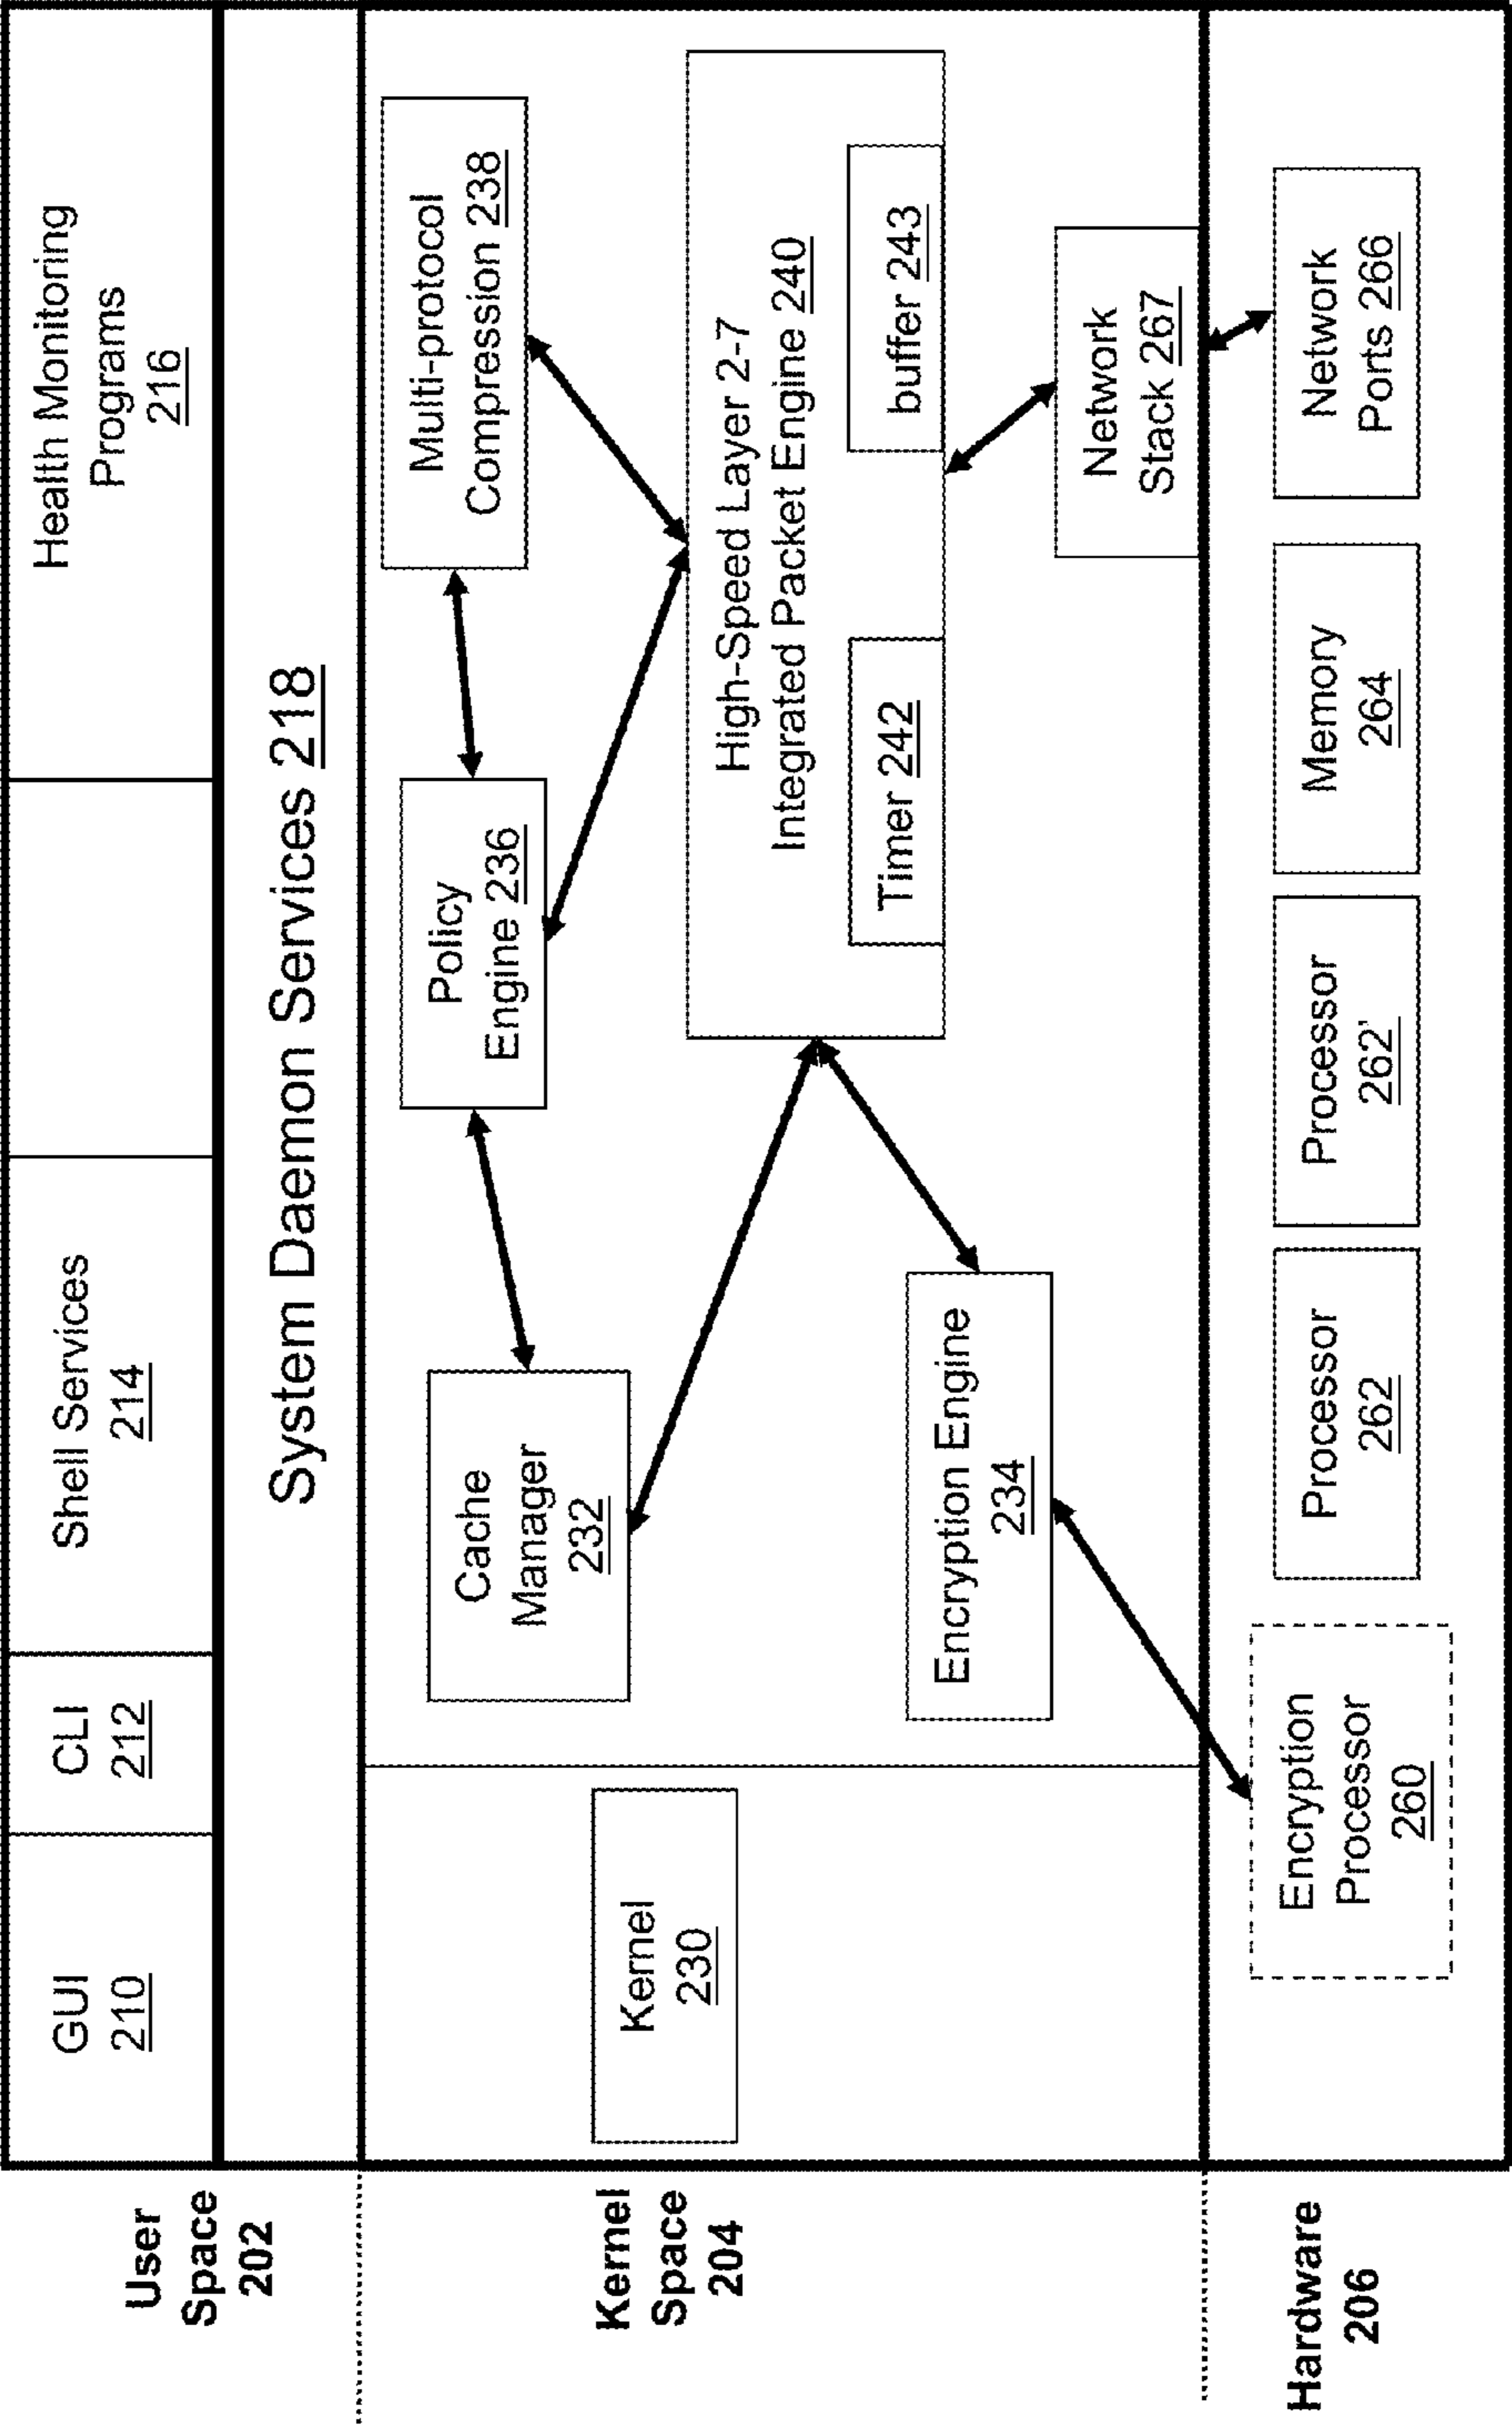 User
Space
202
GUI
210
CLI
212
Shell Services
214
Health Monitoring
Programs
216
System Daemon Services 218
Kernel
Space
204
Kernel
230
Cache
Manager
232
Policy
Engine 236
Multi-protocol
Compression 238
High-Speed Layer 2-7
Integrated Packet Engine 240
Timer 242
buffer 243
Encryption Engine
234
Network
Stack 267
Hardware
206
Encryption
Processor
260
Processor
262
Processor
262'
Memory
264
Network
Ports 266